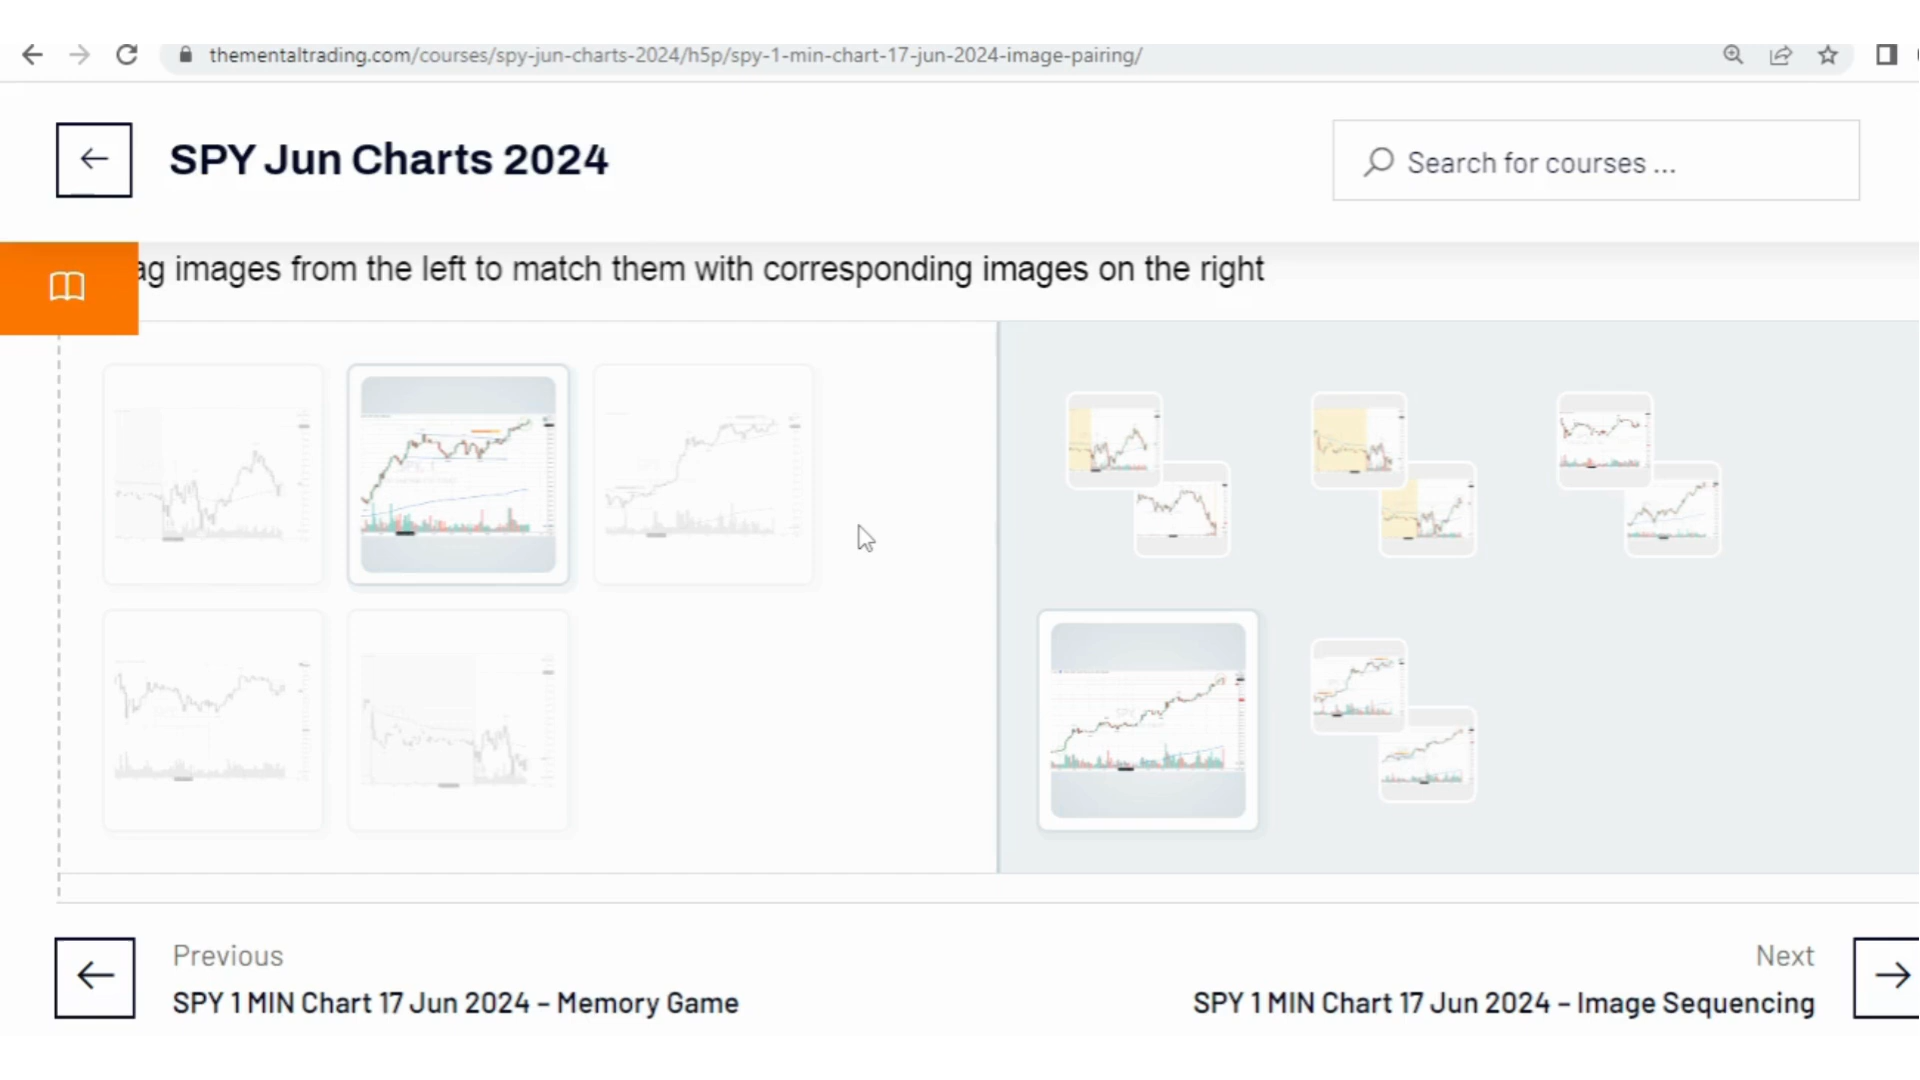 thementaltrading.com/courses/spy-jun-charts-2024/h5p/spy-1-min-chart-17-jun-2024-image-pairing/
SPY Jun Charts 2024
Search for courses ...
ag images from the left to match them with corresponding images on the right
Previous
SPY 1 MIN Chart 17 Jun 2024 – Memory Game
Next
SPY 1 MIN Chart 17 Jun 2024 – Image Sequencing